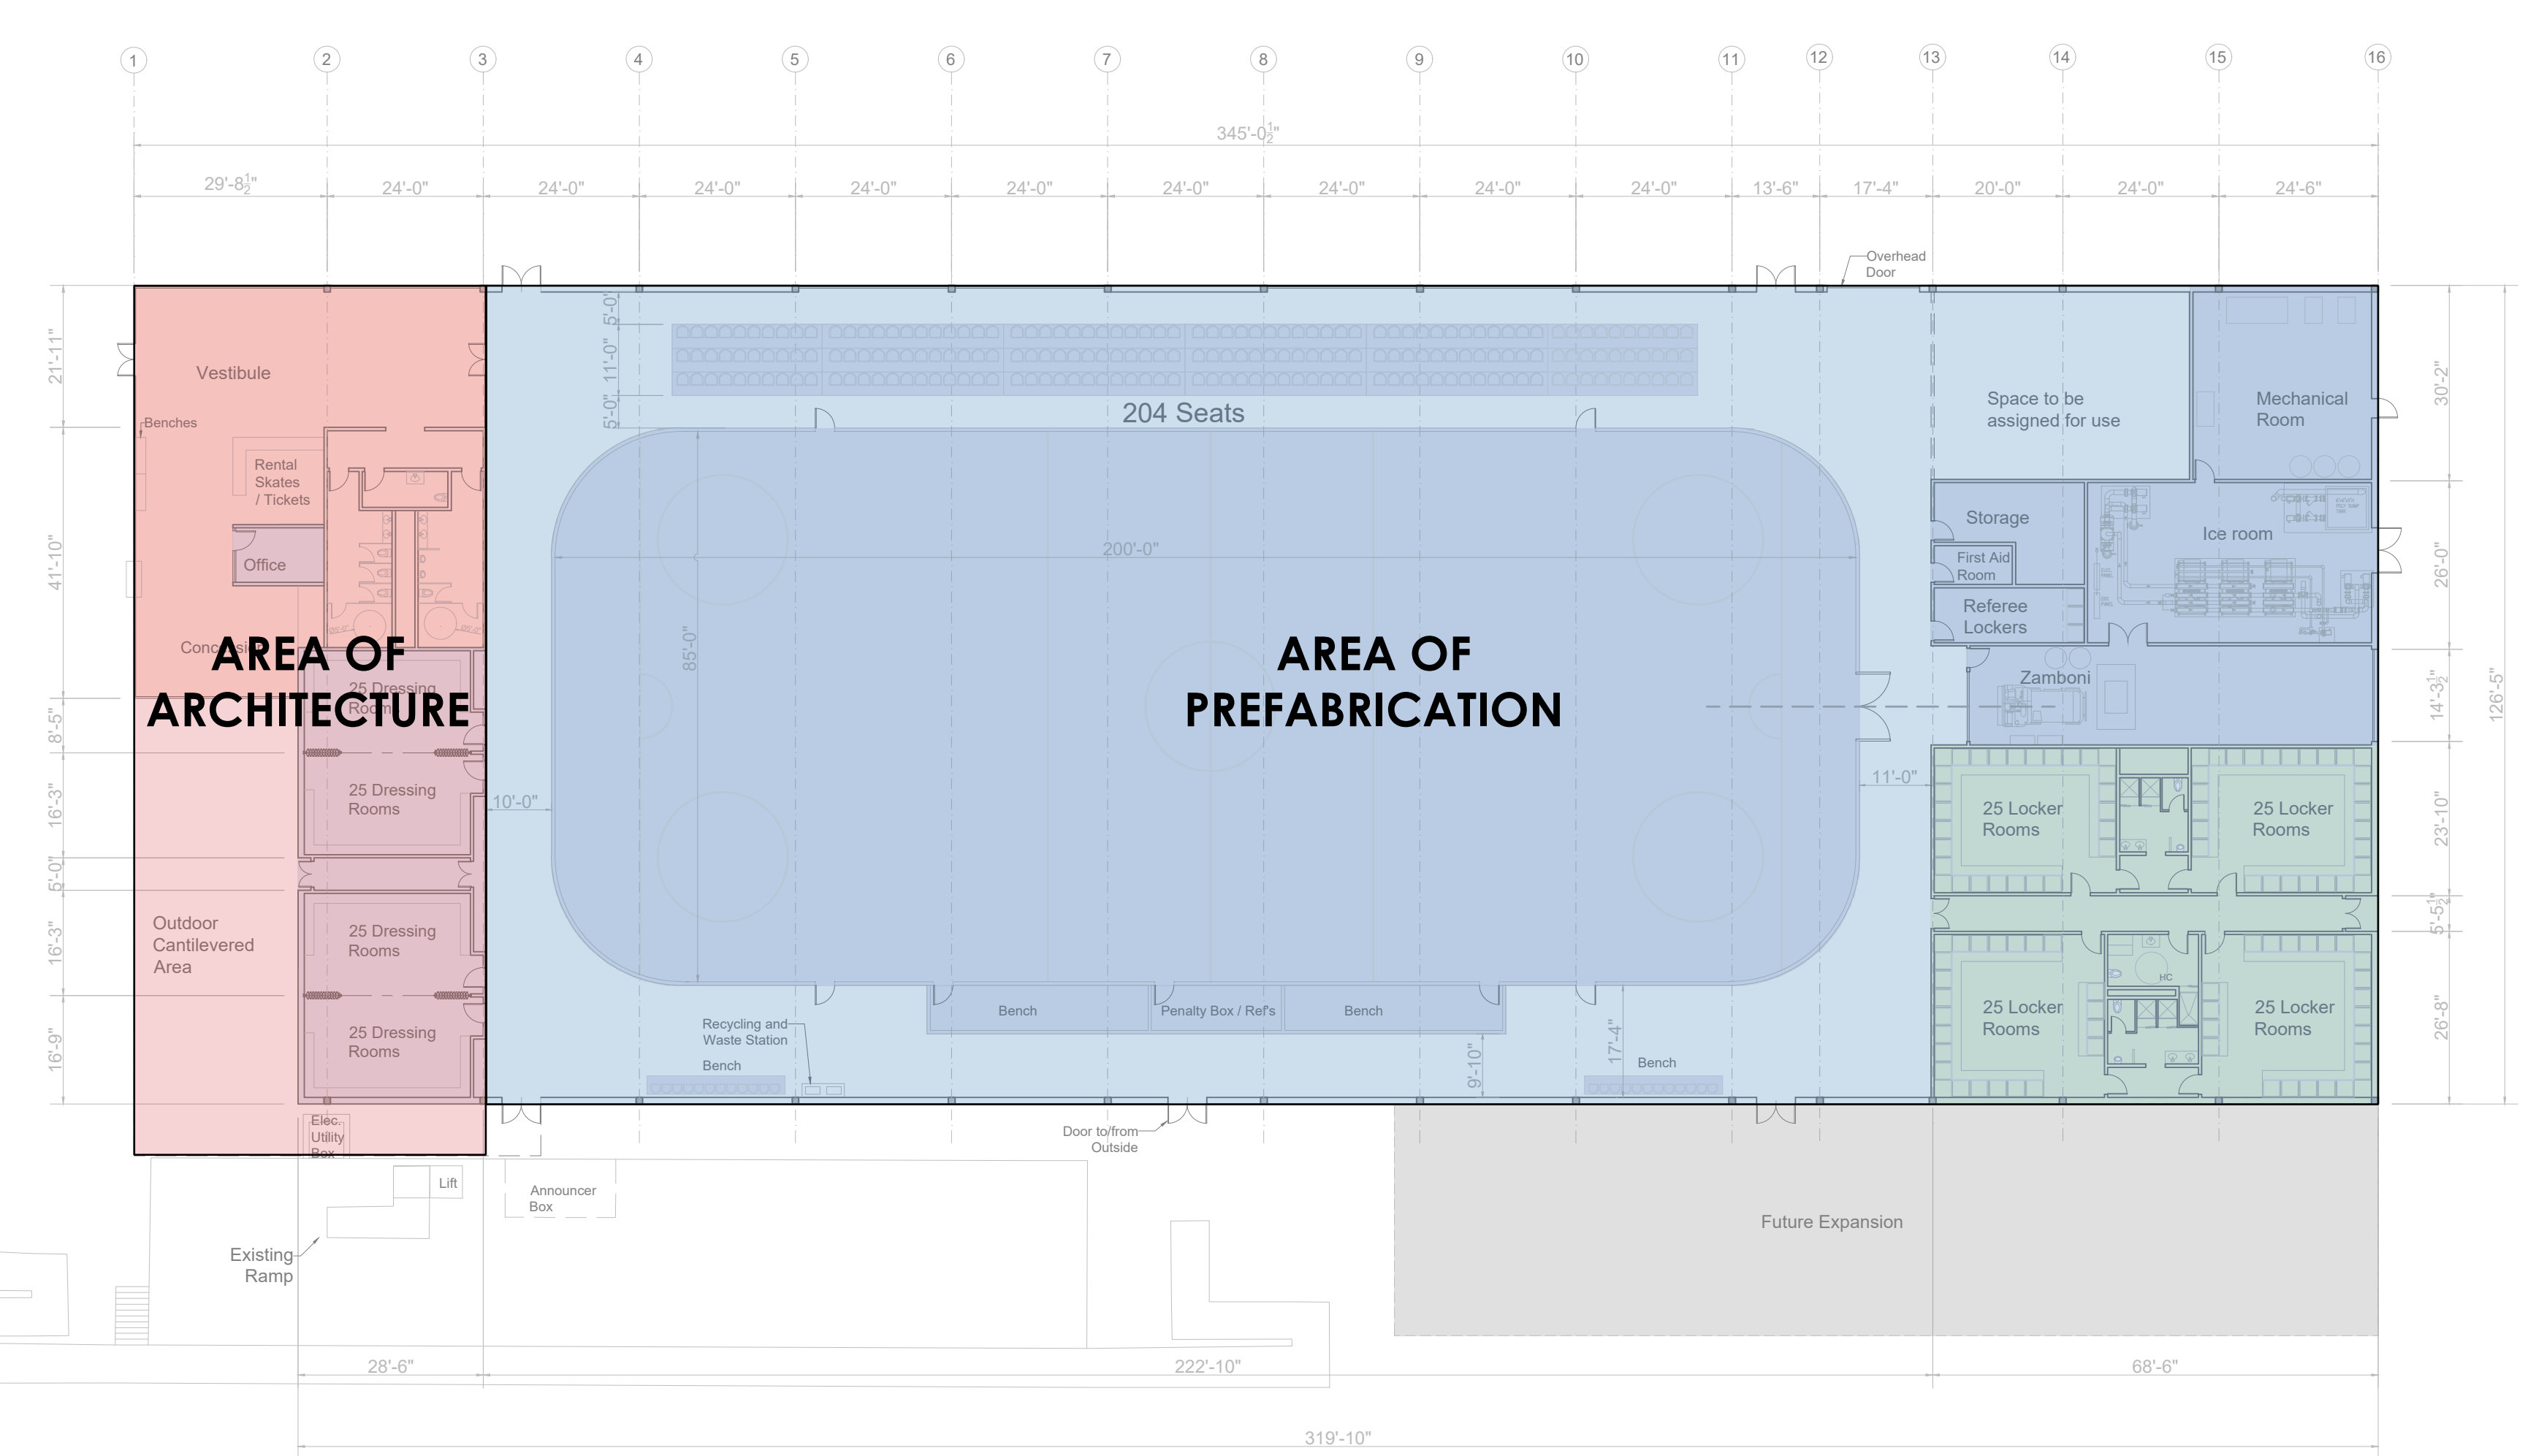 1 2 3 4 5 6 7 8 9 10 11 12 13 14 15 16
345'-0½"
29'-8½" 24'-0" 24'-0" 24'-0" 24'-0" 24'-0" 24'-0" 24'-0" 24'-0" 24'-0" 13'-6" 17'-4" 20'-0" 24'-0" 24'-6"
Overhead
Door
21'-11"
41'-10"
8'-5"
16'-3"
5'-0"
16'-3"
16'-9"
Vestibule
Benches
Rental
Skates
/ Tickets
Office
Concession
AREA OF
ARCHITECTURE
25 Dressing
Rooms
25 Dressing
Rooms
25 Dressing
Rooms
25 Dressing
Rooms
Outdoor
Cantilevered
Area
Elec.
Utility
Box
5'-0"
11'-0"
5'-0"
204 Seats
200'-0"
85'-0"
AREA OF
PREFABRICATION
10'-0"
11'-0"
Bench
Penalty Box / Ref's
Bench
Recycling and
Waste Station
Bench
9'-10"
17'-4"
Bench
Space to be
assigned for use
Mechanical
Room
Storage
First Aid
Room
Referee
Lockers
Ice room
Zamboni
25 Locker
Rooms
25 Locker
Rooms
HC
25 Locker
Rooms
25 Locker
Rooms
30'-2"
26'-0"
14'-3½"
126'-5"
23'-10"
5'-5½"
26'-8"
Door to/from
Outside
Lift
Announcer
Box
Existing
Ramp
Future Expansion
28'-6" 222'-10" 68'-6"
319'-10"